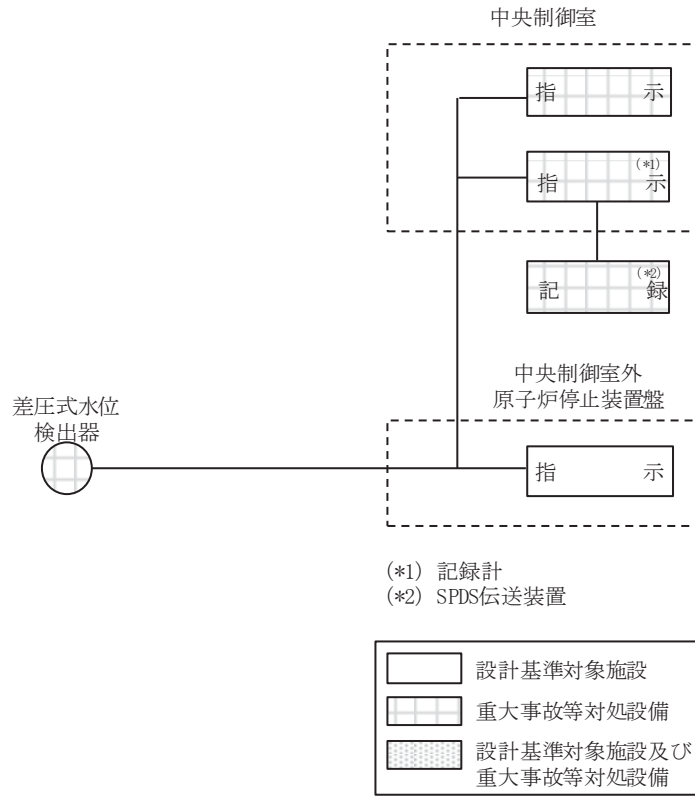 中央制御室
指 示
指 示(*1)
記 録(*2)
中央制御室外
原子炉停止装置盤
差圧式水位
検出器
指 示
(*1) 記録計
(*2) SPDS伝送装置
設計基準対象施設
重大事故等対処設備
設計基準対象施設及び
重大事故等対処設備